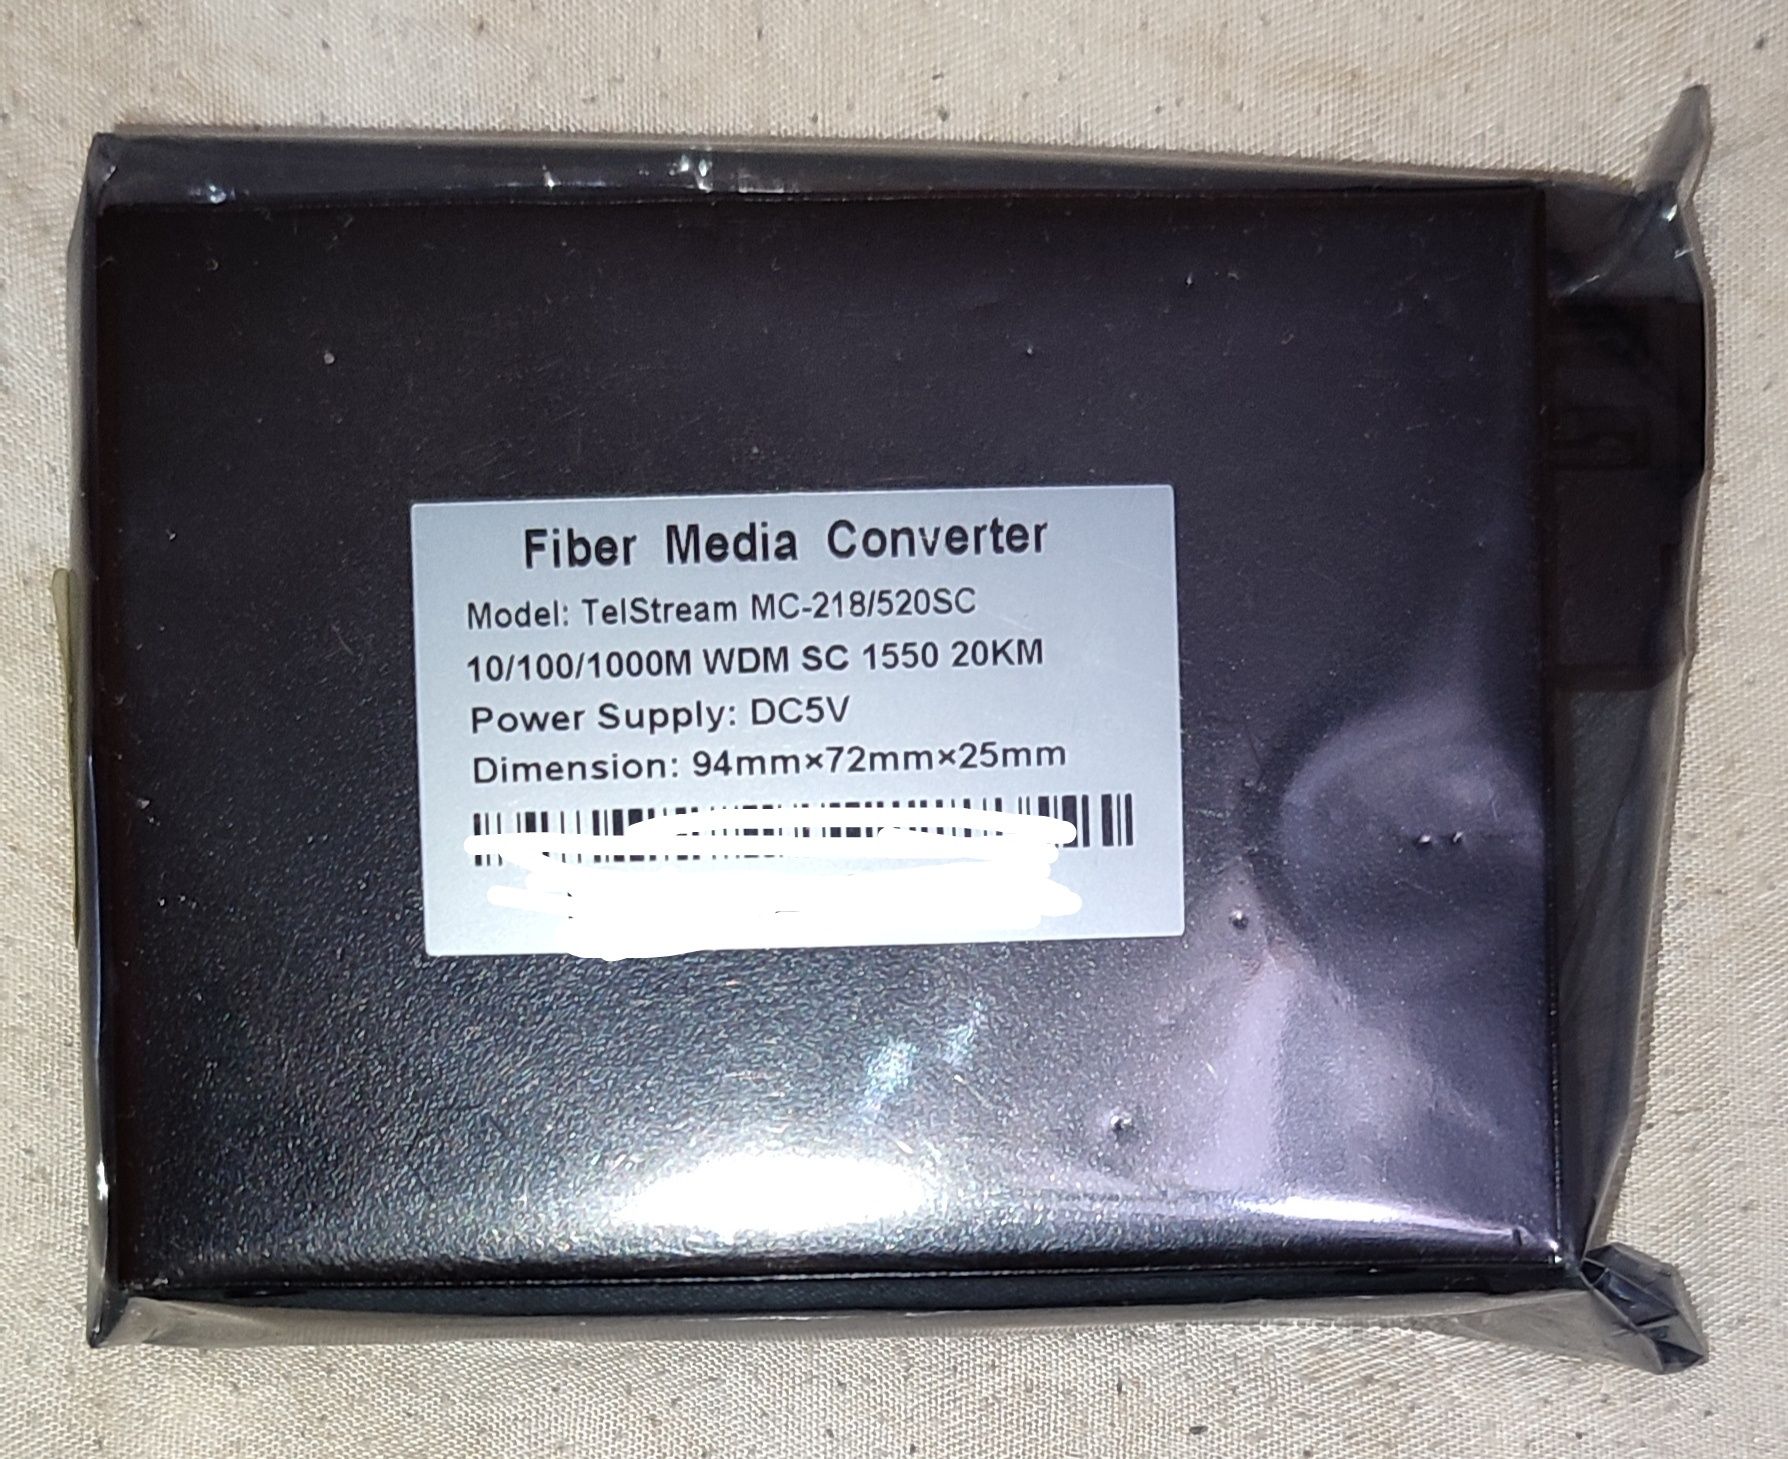 Fiber Media Converter
Model: TelStream MC-218/520SC
10/100/1000M WDM SC 1550 20KM
Power Supply: DC5V
Dimension: 94mm×72mm×25mm